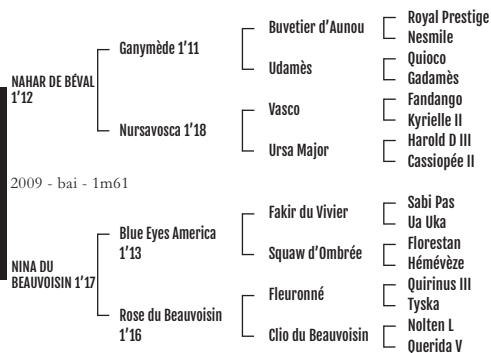 NAHAR DE BÉVAL
1’12
Ganymède 1’11
Buvetier d’Aunou
Royal Prestige
Nesmile
Udamès
Quioco
Gadamès
Nursavosca 1’18
Vasco
Fandango
Kyrielle II
Ursa Major
Harold D III
Cassiopée II
2009 - bai - 1m61
NINA DU
BEAUVOISIN 1’17
Blue Eyes America
1’13
Fakir du Vivier
Sabi Pas
Ua Uka
Squaw d’Ombrée
Florestan
Hémévèze
Rose du Beauvoisin
1’16
Fleuronné
Quirinus III
Tyska
Clio du Beauvoisin
Nolten L
Querida V